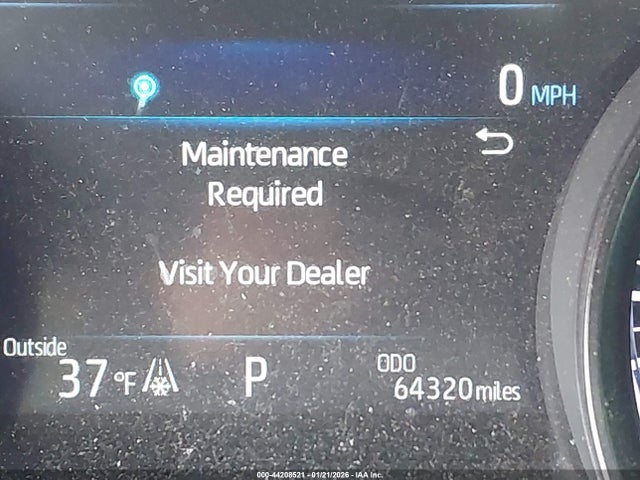 0 MPH
Maintenance
Required
Visit Your Dealer
Outside
37 °F
P
ODO
64320 miles
000-44208521 - 01/21/2026 - IAA Inc.